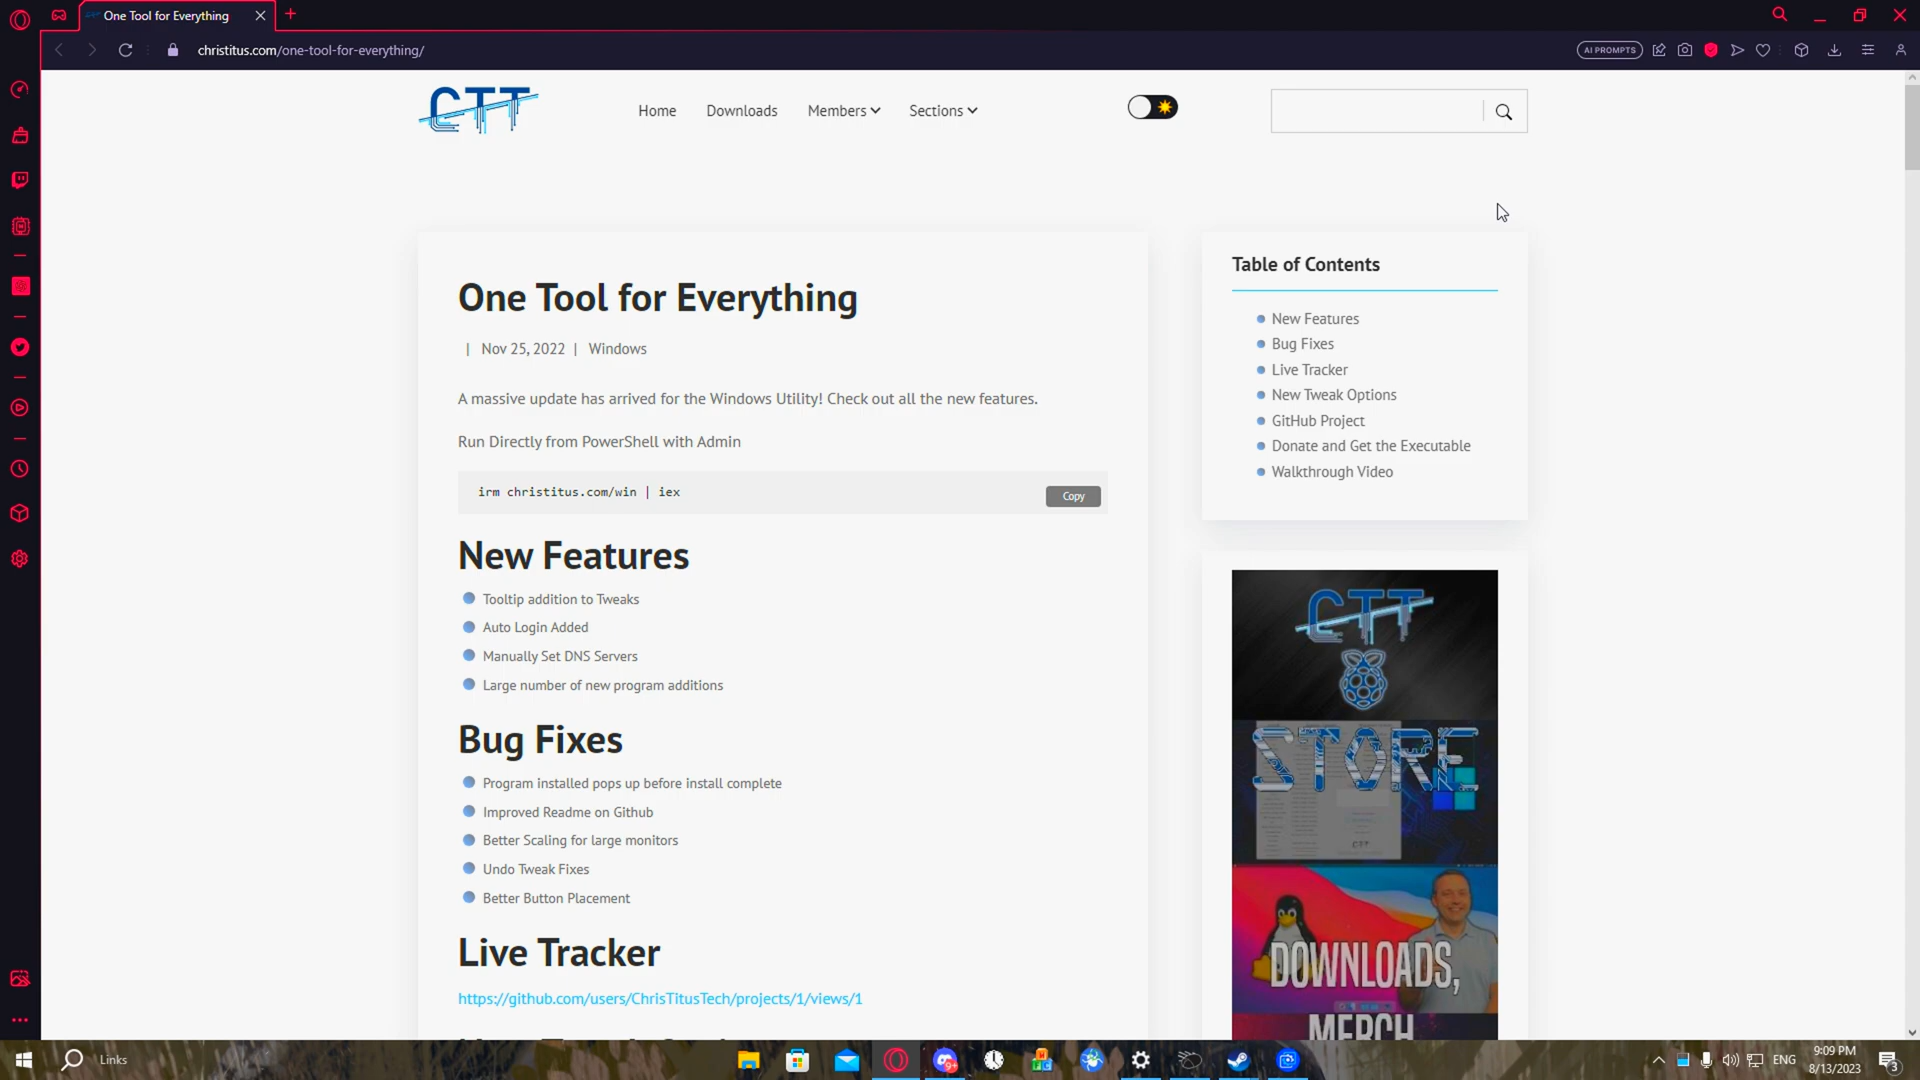 One Tool for Everything
christitus.com/one-tool-for-everything/
AI PROMPTS
CTT
Home
Downloads
Members
Sections
One Tool for Everything
| Nov 25, 2022 | Windows
A massive update has arrived for the Windows Utility! Check out all the new features.
Run Directly from PowerShell with Admin
irm christitus.com/win | iex
Copy
New Features
Tooltip addition to Tweaks
Auto Login Added
Manually Set DNS Servers
Large number of new program additions
Bug Fixes
Program installed pops up before install complete
Improved Readme on Github
Better Scaling for large monitors
Undo Tweak Fixes
Better Button Placement
Live Tracker
https://github.com/users/ChrisTitusTech/projects/1/views/1
Table of Contents
New Features
Bug Fixes
Live Tracker
New Tweak Options
GitHub Project
Donate and Get the Executable
Walkthrough Video
CTT
STORE
CTT
DOWNLOADS,
MERCH
Links
ENG
9:09 PM
8/13/2023
3